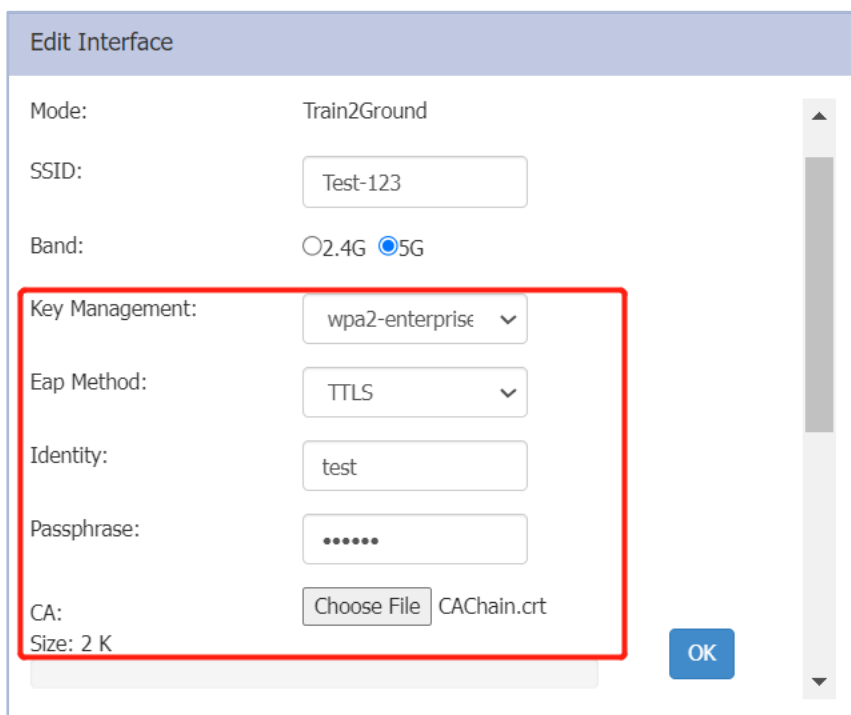 Edit Interface
Mode: Train2Ground
SSID: Test-123
Band: 2.4G 5G
Key Management: wpa2-enterprise
Eap Method: TTLS
Identity: test
Passphrase: ••••••
CA: Choose File CAChain.crt
Size: 2 K
OK